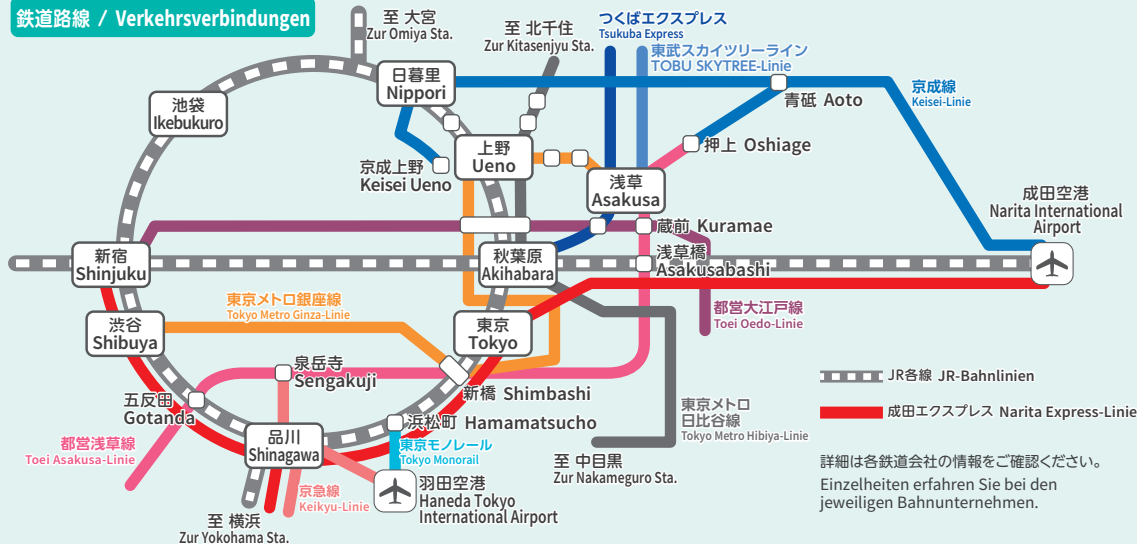 鉄道路線 / Verkehrsverbindungen
至 大宮
Zur Omiya Sta.
至 北千住
Zur Kitasenjyu Sta.
つくばエクスプレス
Tsukuba Express
東武スカイツリーライン
TOBU SKYTREE-Linie
日暮里
Nippori
池袋
Ikebukuro
京成線
Keisei-Linie
青砥 Aoto
押上 Oshiage
上野
Ueno
京成上野
Keisei Ueno
浅草
Asakusa
成田空港
Narita International
Airport
蔵前 Kuramae
新宿
Shinjuku
秋葉原
Akihabara
浅草橋
Asakusabashi
東京メトロ銀座線
Tokyo Metro Ginza-Linie
都営大江戸線
Toei Oedo-Linie
渋谷
Shibuya
東京
Tokyo
泉岳寺
Sengakuji
新橋 Shimbashi
JR各線 JR-Bahnlinien
五反田
Gotanda
浜松町 Hamamatsucho
東京メトロ
日比谷線
Tokyo Metro Hibiya-Linie
成田エクスプレス Narita Express-Linie
都営浅草線
Toei Asakusa-Linie
品川
Shinagawa
東京モノレール
Tokyo Monorail
至 中目黒
Zur Nakameguro Sta.
羽田空港
Haneda Tokyo
International Airport
京急線
Keikyu-Linie
至 横浜
Zur Yokohama Sta.
詳細は各鉄道会社の情報をご確認ください。
Einzelheiten erfahren Sie bei den
jeweiligen Bahnunternehmen.